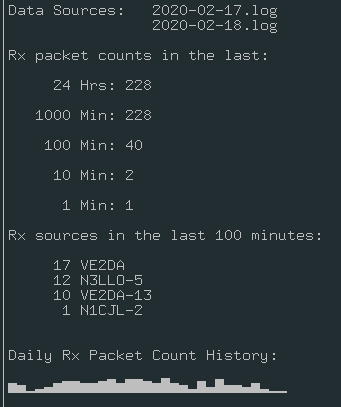 Data Sources:   2020-02-17.log
                2020-02-18.log
Rx packet counts in the last:
     24 Hrs: 228
   1000 Min: 228
    100 Min: 40
     10 Min: 2
      1 Min: 1
Rx sources in the last 100 minutes:
     17 VE2DA
     12 N3LLO-5
     10 VE2DA-13
      1 N1CJL-2
Daily Rx Packet Count History: